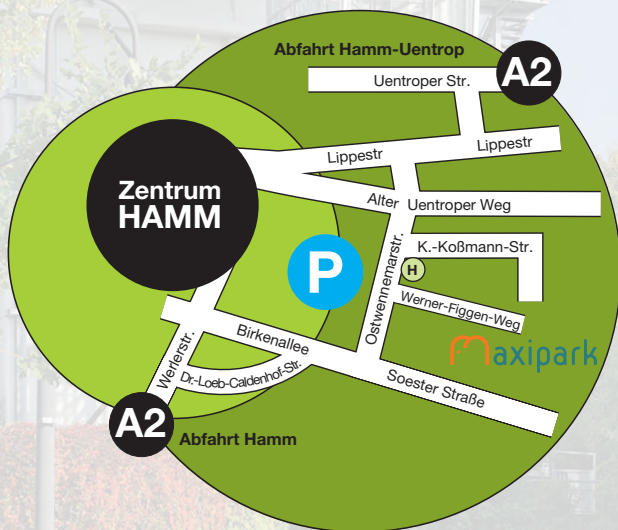 Abfahrt Hamm-Uentrop
Uentroper Str.
A2
Lippestr
Lippestr
Zentrum
HAMM
Alter Uentroper Weg
K.-Koßmann-Str.
H
P
Ostwennemarstr.
Werner-Figgen-Weg
maxipark
Birkenallee
Werlerstr.
Dr.-Loeb-Caldenhof-Str.
Soester Straße
A2
Abfahrt Hamm